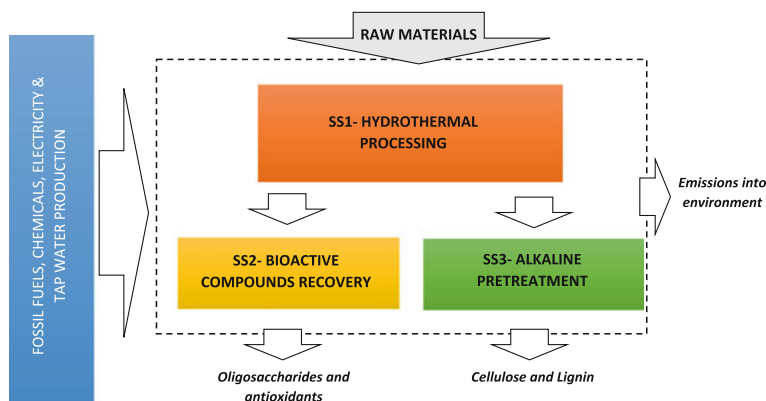 RAW MATERIALS
FOSSIL FUELS, CHEMICALS, ELECTRICITY &
TAP WATER PRODUCTION
SS1- HYDROTHERMAL
PROCESSING
Emissions into
environment
SS2- BIOACTIVE
COMPOUNDS RECOVERY
SS3- ALKALINE
PRETREATMENT
Oligosaccharides and
antioxidants
Cellulose and Lignin